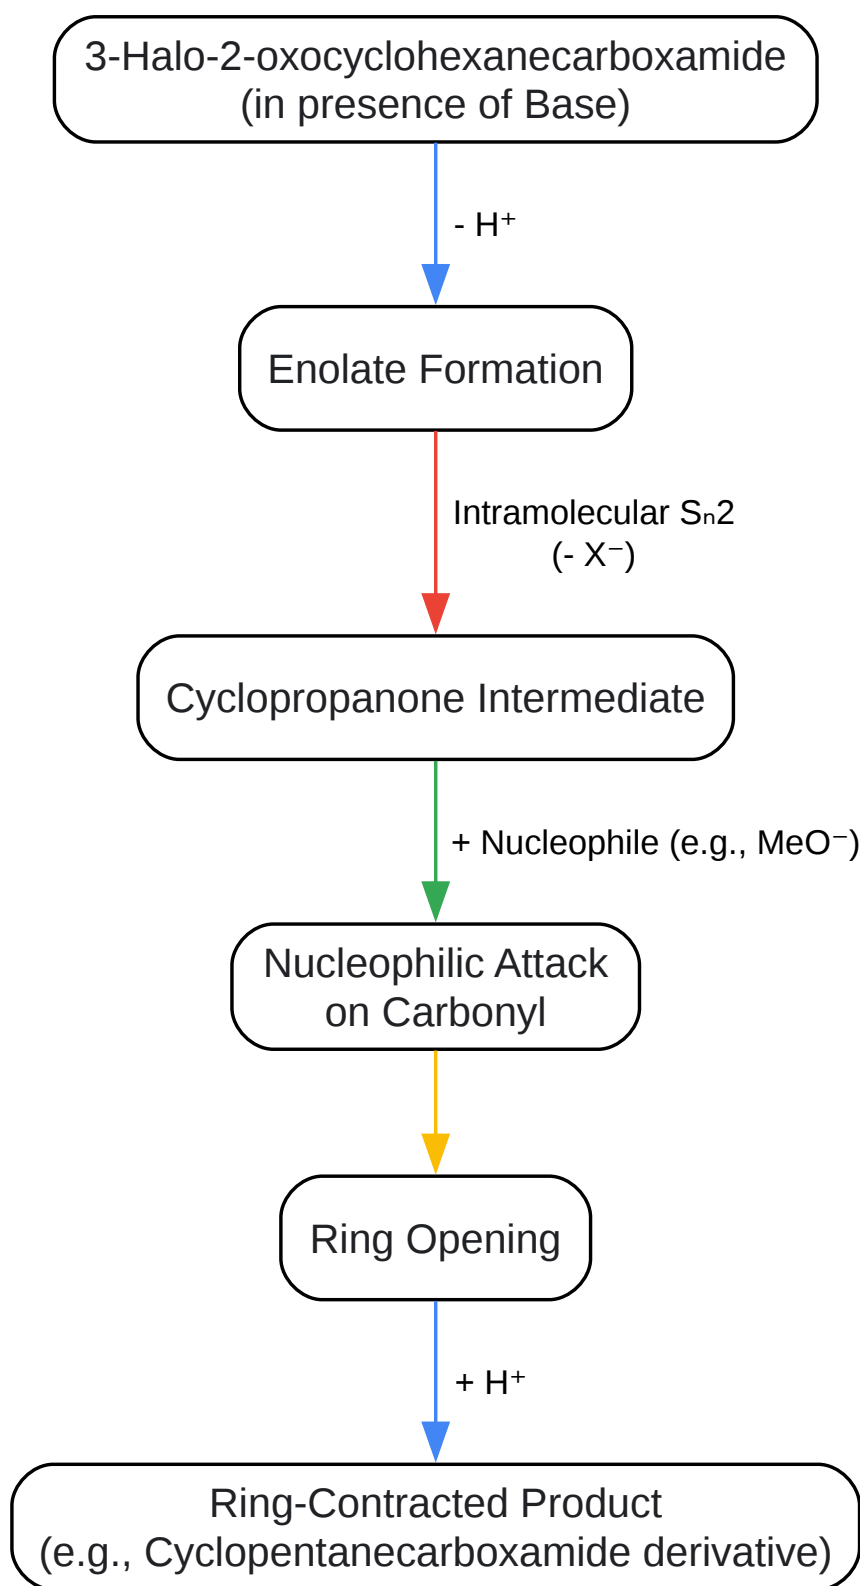 3-Halo-2-oxocyclohexanecarboxamide
(in presence of Base)
- H⁺
Enolate Formation
Intramolecular Sₙ2
(- X⁻)
Cyclopropanone Intermediate
+ Nucleophile (e.g., MeO⁻)
Nucleophilic Attack
on Carbonyl
Ring Opening
+ H⁺
Ring-Contracted Product
(e.g., Cyclopentanecarboxamide derivative)